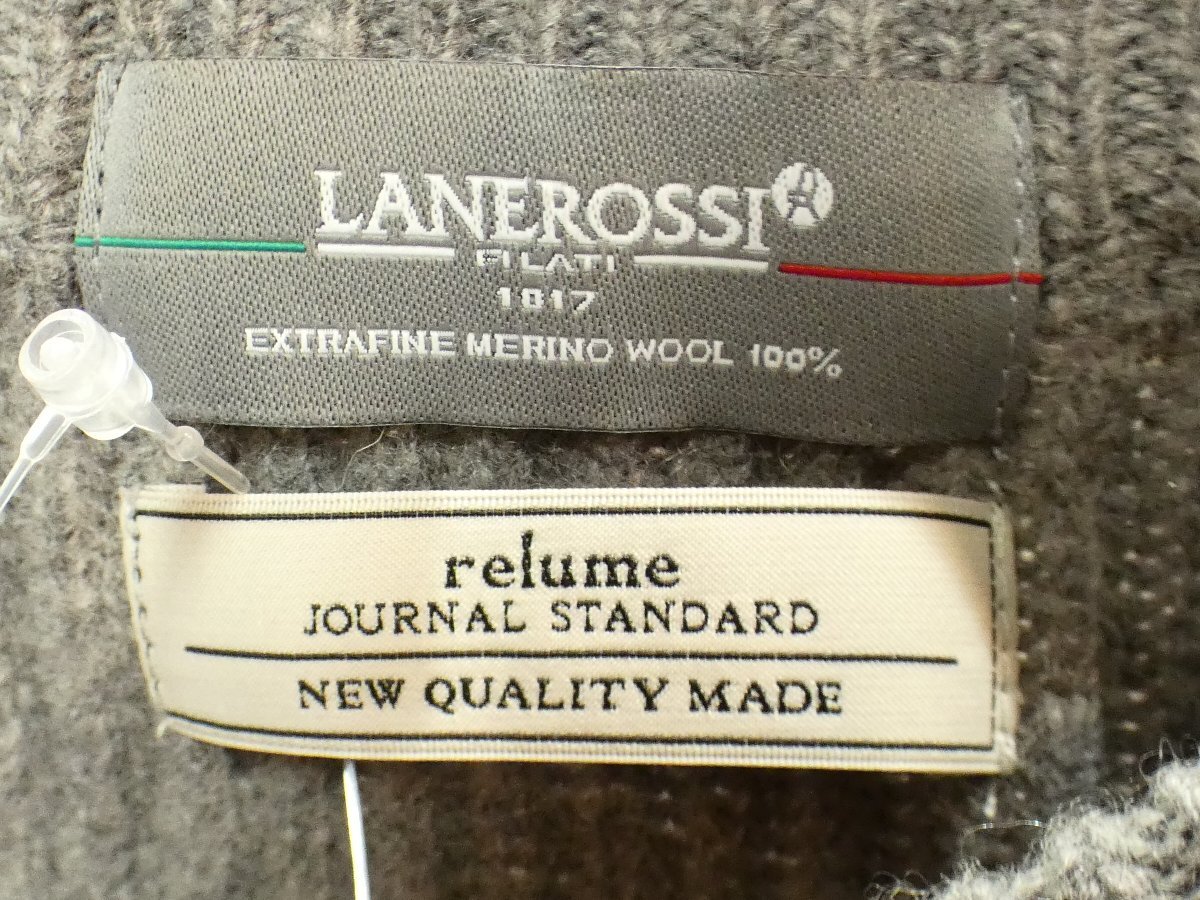 LANEROSSI
FILATI
1817
EXTRAFINE MERINO WOOL 100%
relume
JOURNAL STANDARD
NEW QUALITY MADE